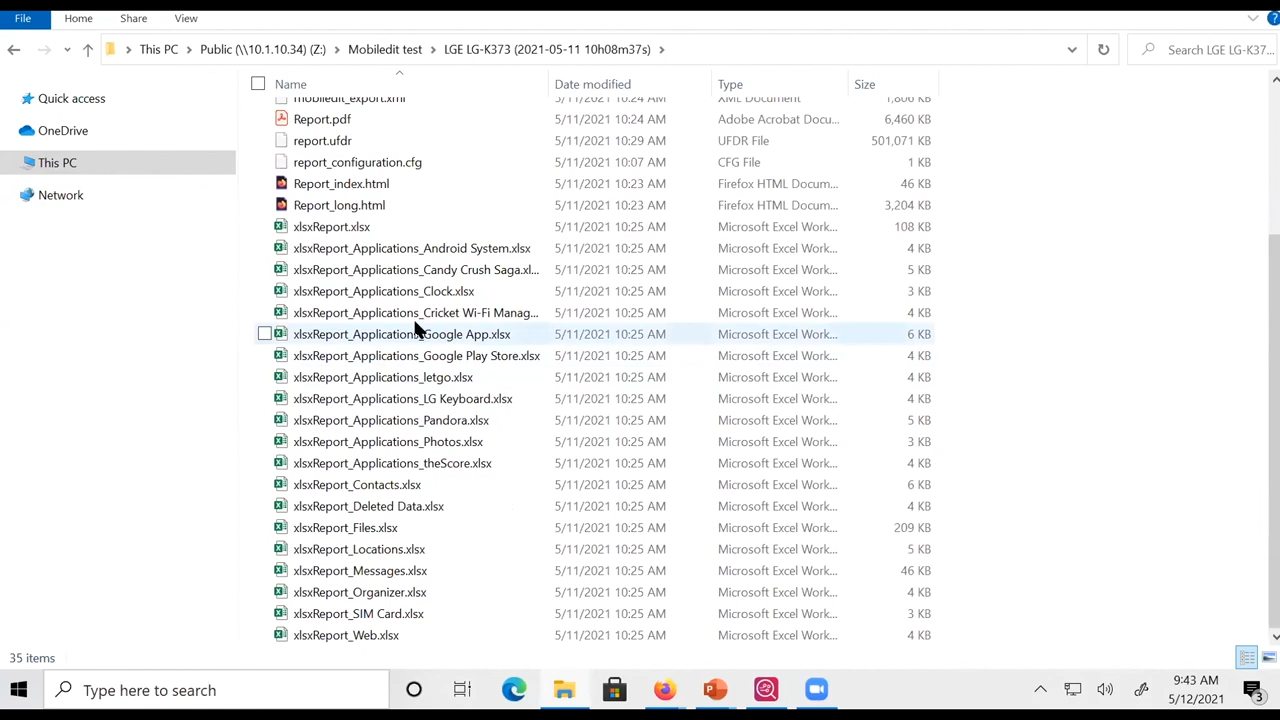 File Home Share View
This PC Public (\\10.1.10.34) (Z:) Mobiledit test LGE LG-K373 (2021-05-11 10h08m37s) Search LGE LG-K37...
Name Date modified Type Size
Quick access
OneDrive
This PC
Network
mobiledit_export.xml 5/11/2021 10:24 AM XML Document 1,806 KB
Report.pdf 5/11/2021 10:24 AM Adobe Acrobat Docu... 6,460 KB
report.ufdr 5/11/2021 10:29 AM UFDR File 501,071 KB
report_configuration.cfg 5/11/2021 10:07 AM CFG File 1 KB
Report_index.html 5/11/2021 10:23 AM Firefox HTML Docum... 46 KB
Report_long.html 5/11/2021 10:23 AM Firefox HTML Docum... 3,204 KB
xlsxReport.xlsx 5/11/2021 10:25 AM Microsoft Excel Work... 108 KB
xlsxReport_Applications_Android System.xlsx 5/11/2021 10:25 AM Microsoft Excel Work... 4 KB
xlsxReport_Applications_Candy Crush Saga.xl... 5/11/2021 10:25 AM Microsoft Excel Work... 5 KB
xlsxReport_Applications_Clock.xlsx 5/11/2021 10:25 AM Microsoft Excel Work... 3 KB
xlsxReport_Applications_Cricket Wi-Fi Manag... 5/11/2021 10:25 AM Microsoft Excel Work... 4 KB
xlsxReport_Applications_Google App.xlsx 5/11/2021 10:25 AM Microsoft Excel Work... 6 KB
xlsxReport_Applications_Google Play Store.xlsx 5/11/2021 10:25 AM Microsoft Excel Work... 4 KB
xlsxReport_Applications_letgo.xlsx 5/11/2021 10:25 AM Microsoft Excel Work... 4 KB
xlsxReport_Applications_LG Keyboard.xlsx 5/11/2021 10:25 AM Microsoft Excel Work... 4 KB
xlsxReport_Applications_Pandora.xlsx 5/11/2021 10:25 AM Microsoft Excel Work... 5 KB
xlsxReport_Applications_Photos.xlsx 5/11/2021 10:25 AM Microsoft Excel Work... 3 KB
xlsxReport_Applications_theScore.xlsx 5/11/2021 10:25 AM Microsoft Excel Work... 4 KB
xlsxReport_Contacts.xlsx 5/11/2021 10:25 AM Microsoft Excel Work... 6 KB
xlsxReport_Deleted Data.xlsx 5/11/2021 10:25 AM Microsoft Excel Work... 4 KB
xlsxReport_Files.xlsx 5/11/2021 10:25 AM Microsoft Excel Work... 209 KB
xlsxReport_Locations.xlsx 5/11/2021 10:25 AM Microsoft Excel Work... 5 KB
xlsxReport_Messages.xlsx 5/11/2021 10:25 AM Microsoft Excel Work... 46 KB
xlsxReport_Organizer.xlsx 5/11/2021 10:25 AM Microsoft Excel Work... 4 KB
xlsxReport_SIM Card.xlsx 5/11/2021 10:25 AM Microsoft Excel Work... 3 KB
xlsxReport_Web.xlsx 5/11/2021 10:25 AM Microsoft Excel Work... 4 KB
35 items
Type here to search
9:43 AM
5/12/2021
3